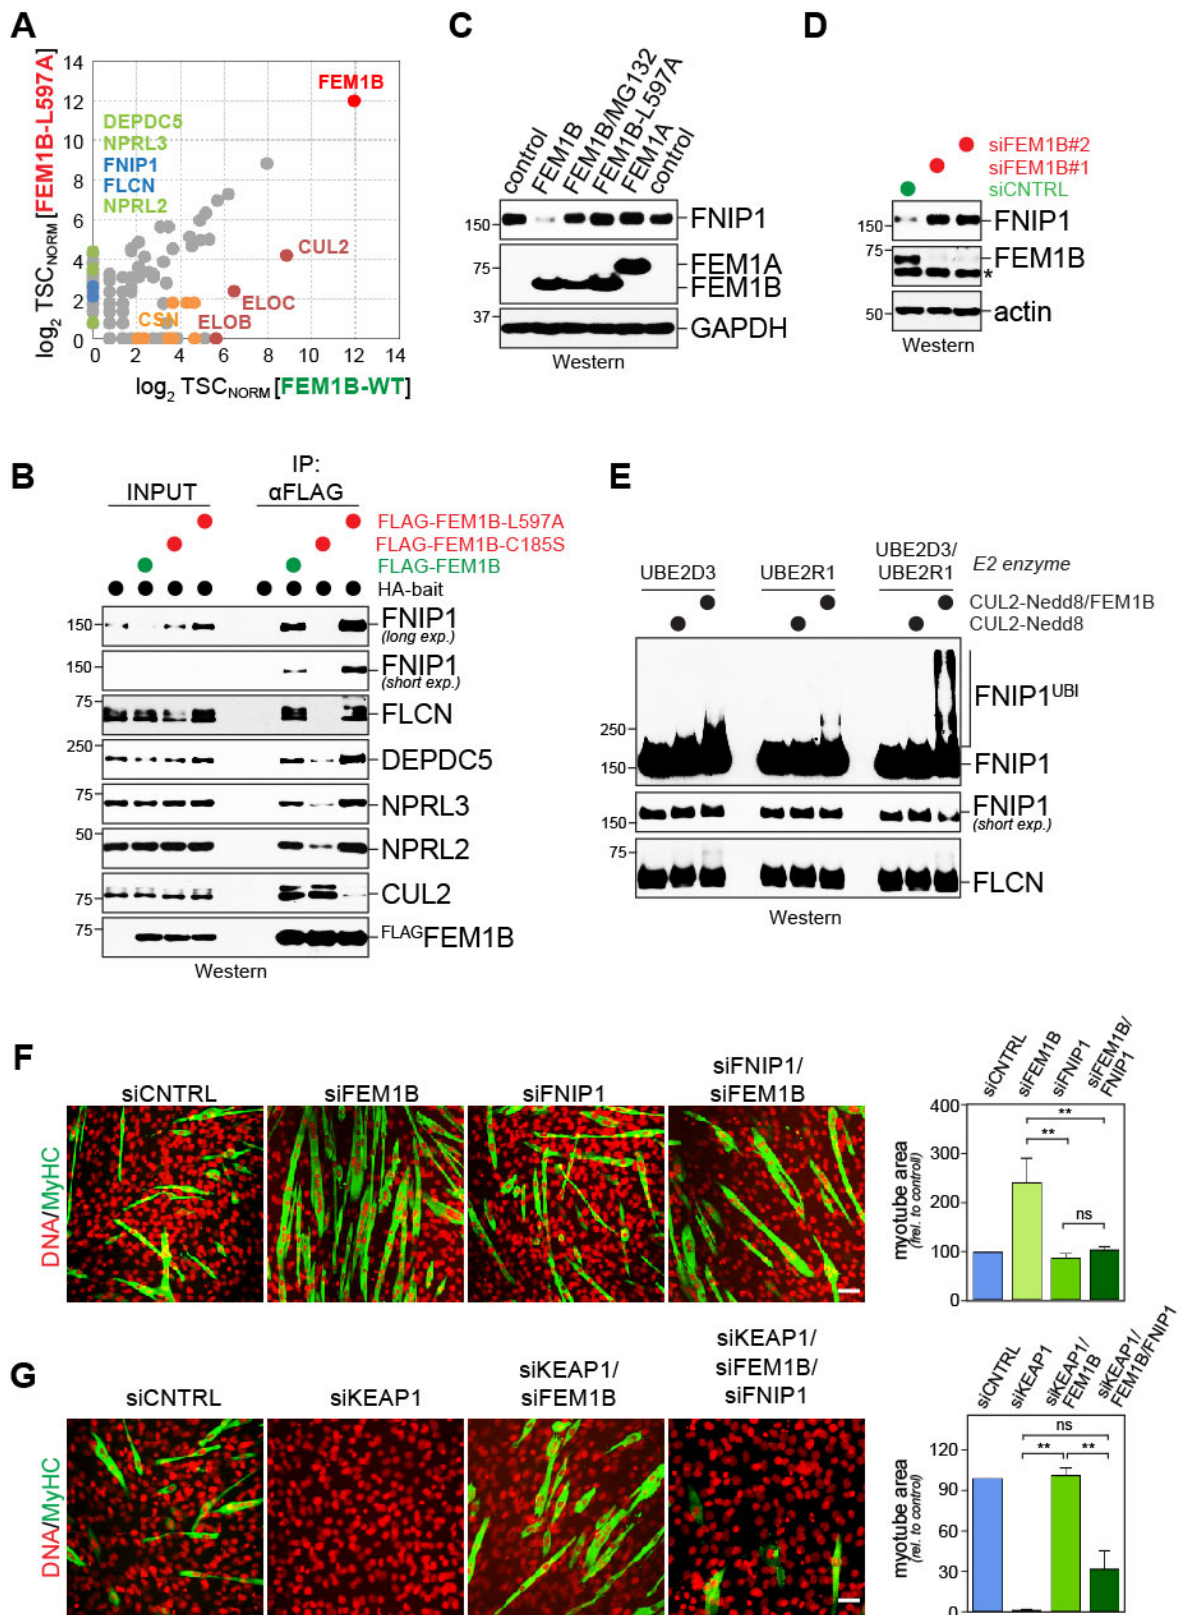 A
log2 TSCNORM [FEM1B-L597A]
14
12
10
8
6
4
2
0
DEPDC5
NPRL3
FNIP1
FLCN
NPRL2
FEM1B
CUL2
ELOC
CSN
ELOB
0 2 4 6 8 10 12 14
log2 TSCNORM [FEM1B-WT]
C
control
FEM1B
FEM1B/MG132
FEM1B-L597A
FEM1A
control
150
FNIP1
75
FEM1A
FEM1B
37
GAPDH
Western
D
siFEM1B#2
siFEM1B#1
siCNTRL
150
FNIP1
75
FEM1B
*
50
actin
Western
B
INPUT
IP:
αFLAG
FLAG-FEM1B-L597A
FLAG-FEM1B-C185S
FLAG-FEM1B
HA-bait
150
FNIP1
(long exp.)
150
FNIP1
(short exp.)
75
FLCN
250
DEPDC5
75
NPRL3
50
NPRL2
75
CUL2
75
FLAGFEM1B
Western
E
UBE2D3
UBE2R1
UBE2D3/
UBE2R1
E2 enzyme
CUL2-Nedd8/FEM1B
CUL2-Nedd8
250
150
FNIP1UBI
FNIP1
150
FNIP1
(short exp.)
75
FLCN
Western
F
siCNTRL
siFEM1B
siFNIP1
siFNIP1/
siFEM1B
DNA/MyHC
siCNTRL
siFEM1B
siFNIP1
siFEM1B/
FNIP1
myotube area
(frel. to controll)
400
300
200
100
0
**
**
ns
G
siCNTRL
siKEAP1
siKEAP1/
siFEM1B
siKEAP1/
siFEM1B/
siFNIP1
DNA/MyHC
siCNTRL
siKEAP1
siKEAP1/
FEM1B
siKEAP1/
FEM1B/FNIP1
myotube area
(rel. to control)
120
90
60
30
0
ns
**
**